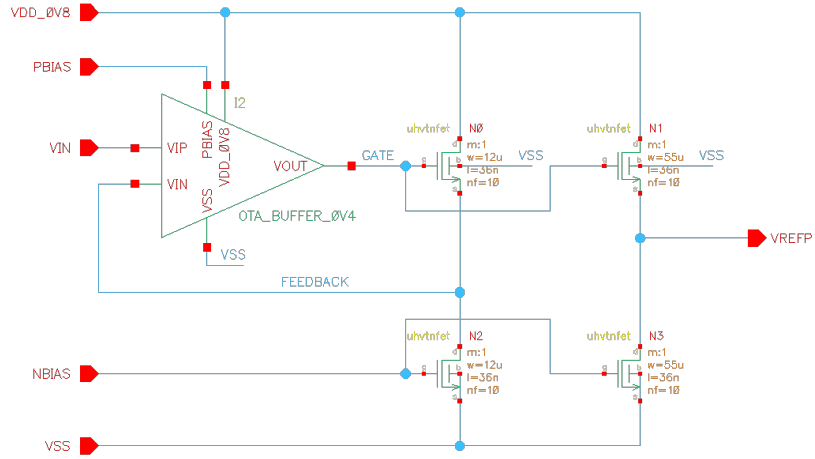 VDD_0V8
PBIAS
I2
VIN
VIP
VIN
PBIAS
VDD_0V8
VSS
VOUT
OTA_BUFFER_0V4
VSS
GATE
FEEDBACK
uhvtnfet
N0
d
m:1
w=12u
g
b
VSS
l=36n
s
nf=10
uhvtnfet
N1
d
m:1
w=55u
g
b
VSS
l=36n
s
nf=10
VREFP
uhvtnfet
N2
d
m:1
w=12u
g
b
l=36n
s
nf=10
uhvtnfet
N3
d
m:1
w=55u
g
b
l=36n
s
nf=10
NBIAS
VSS